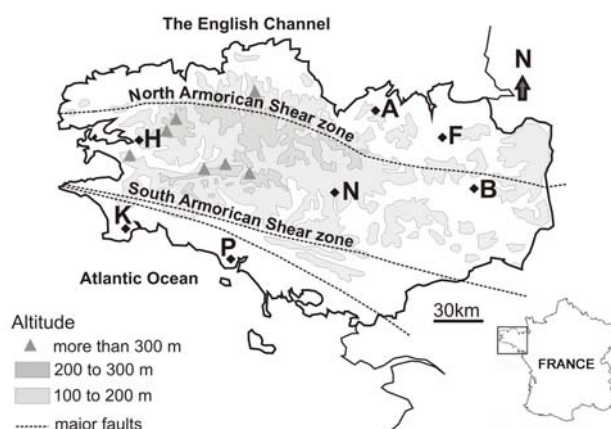 The English Channel
N
North Armorican Shear zone
A
F
H
N
B
South Armorican Shear zone
K
P
Atlantic Ocean
30km
Altitude
more than 300 m
200 to 300 m
100 to 200 m
major faults
FRANCE